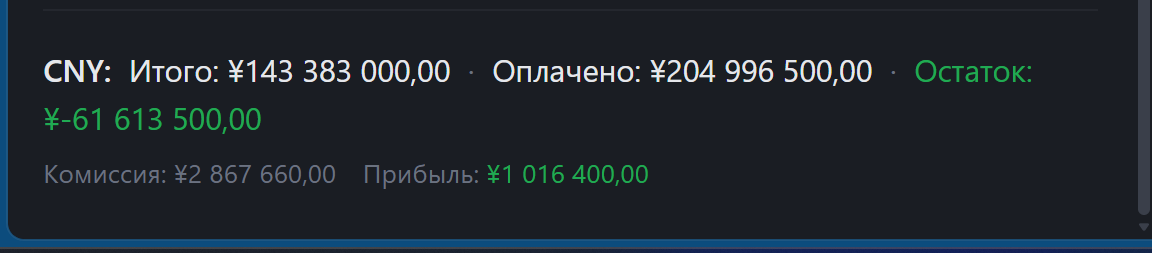 CNY: Итого: ¥143 383 000,00 · Оплачено: ¥204 996 500,00 · Остаток:
¥-61 613 500,00
Комиссия: ¥2 867 660,00 Прибыль: ¥1 016 400,00